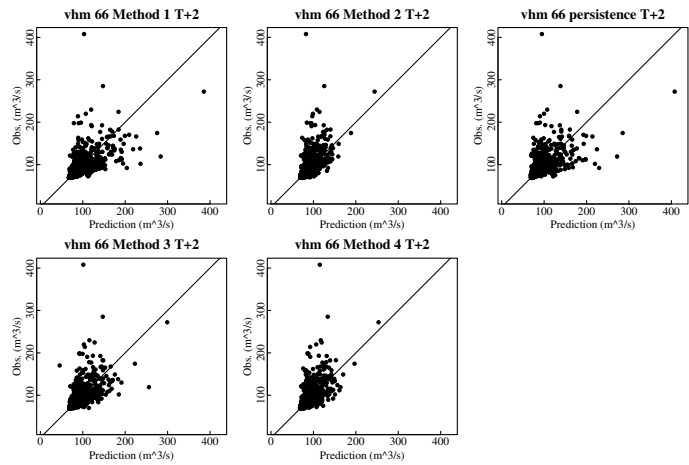 vhm 66 Method 1 T+2
Obs. (m^3/s)
100 200 300 400
0 100 200 300 400
Prediction (m^3/s)
vhm 66 Method 2 T+2
Obs. (m^3/s)
100 200 300 400
0 100 200 300 400
Prediction (m^3/s)
vhm 66 persistence T+2
Obs. (m^3/s)
100 200 300 400
0 100 200 300 400
Prediction (m^3/s)
vhm 66 Method 3 T+2
Obs. (m^3/s)
100 200 300 400
0 100 200 300 400
Prediction (m^3/s)
vhm 66 Method 4 T+2
Obs. (m^3/s)
100 200 300 400
0 100 200 300 400
Prediction (m^3/s)